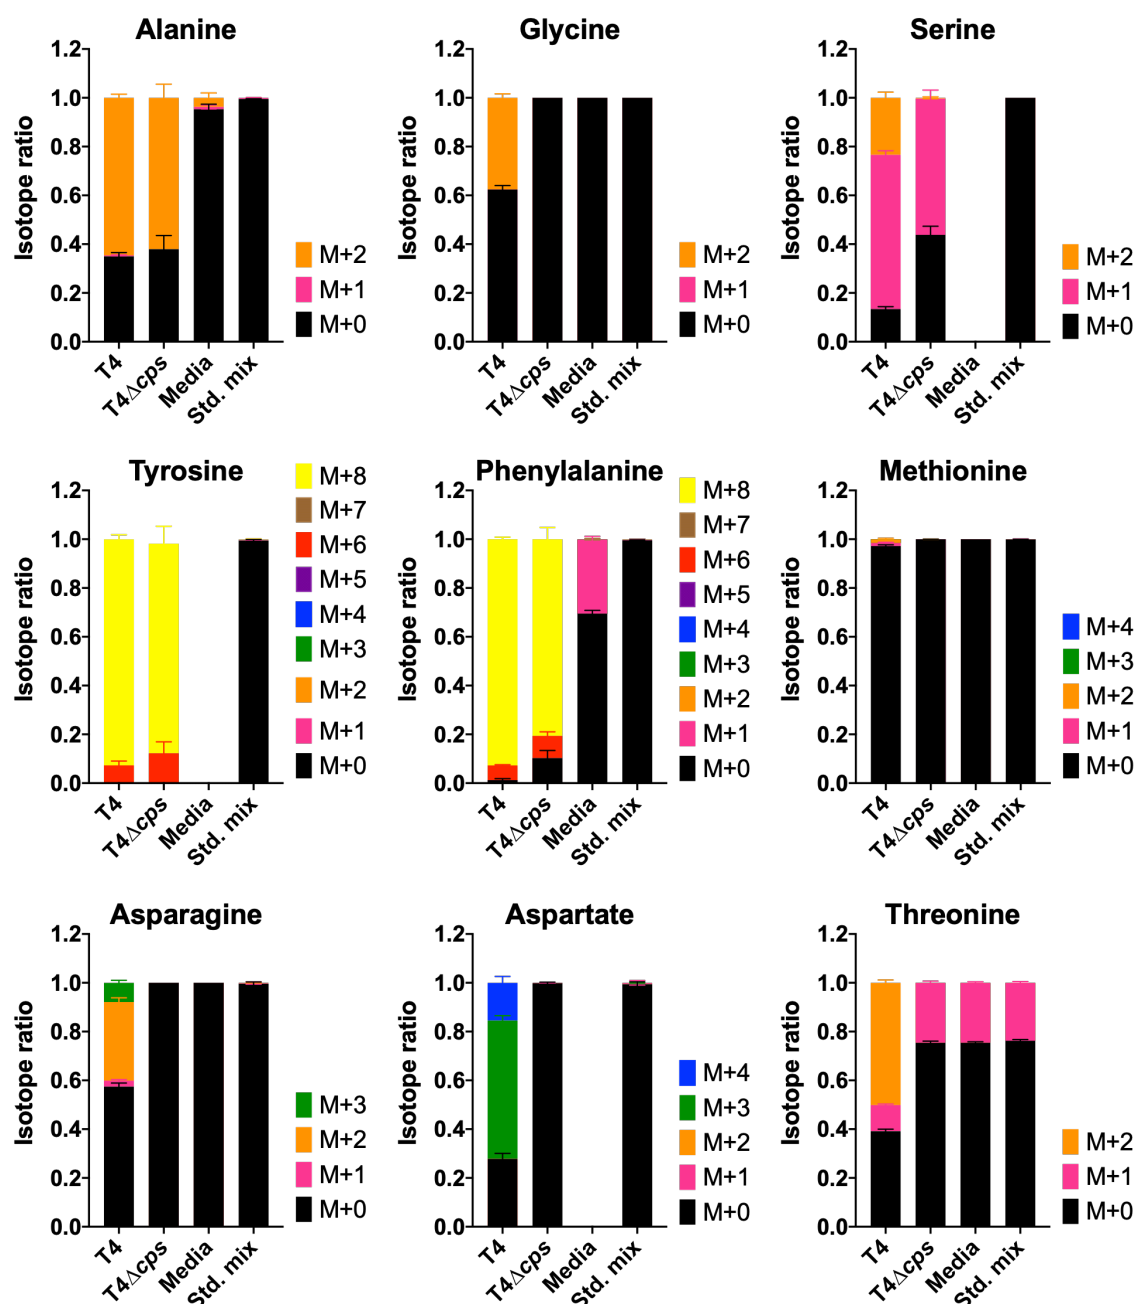 Alanine
Isotope ratio
1.2
1.0
0.8
0.6
0.4
0.2
0.0
T4
T4Δcps
Media
Std. mix
M+2
M+1
M+0
Glycine
Isotope ratio
1.2
1.0
0.8
0.6
0.4
0.2
0.0
T4
T4Δcps
Media
Std. mix
M+2
M+1
M+0
Serine
Isotope ratio
1.2
1.0
0.8
0.6
0.4
0.2
0.0
T4
T4Δcps
Media
Std. mix
M+2
M+1
M+0
Tyrosine
Isotope ratio
1.2
1.0
0.8
0.6
0.4
0.2
0.0
T4
T4Δcps
Media
Std. mix
M+8
M+7
M+6
M+5
M+4
M+3
M+2
M+1
M+0
Phenylalanine
Isotope ratio
1.2
1.0
0.8
0.6
0.4
0.2
0.0
T4
T4Δcps
Media
Std. mix
M+8
M+7
M+6
M+5
M+4
M+3
M+2
M+1
M+0
Methionine
Isotope ratio
1.2
1.0
0.8
0.6
0.4
0.2
0.0
T4
T4Δcps
Media
Std. mix
M+4
M+3
M+2
M+1
M+0
Asparagine
Isotope ratio
1.2
1.0
0.8
0.6
0.4
0.2
0.0
T4
T4Δcps
Media
Std. mix
M+3
M+2
M+1
M+0
Aspartate
Isotope ratio
1.2
1.0
0.8
0.6
0.4
0.2
0.0
T4
T4Δcps
Media
Std. mix
M+4
M+3
M+2
M+1
M+0
Threonine
Isotope ratio
1.2
1.0
0.8
0.6
0.4
0.2
0.0
T4
T4Δcps
Media
Std. mix
M+2
M+1
M+0